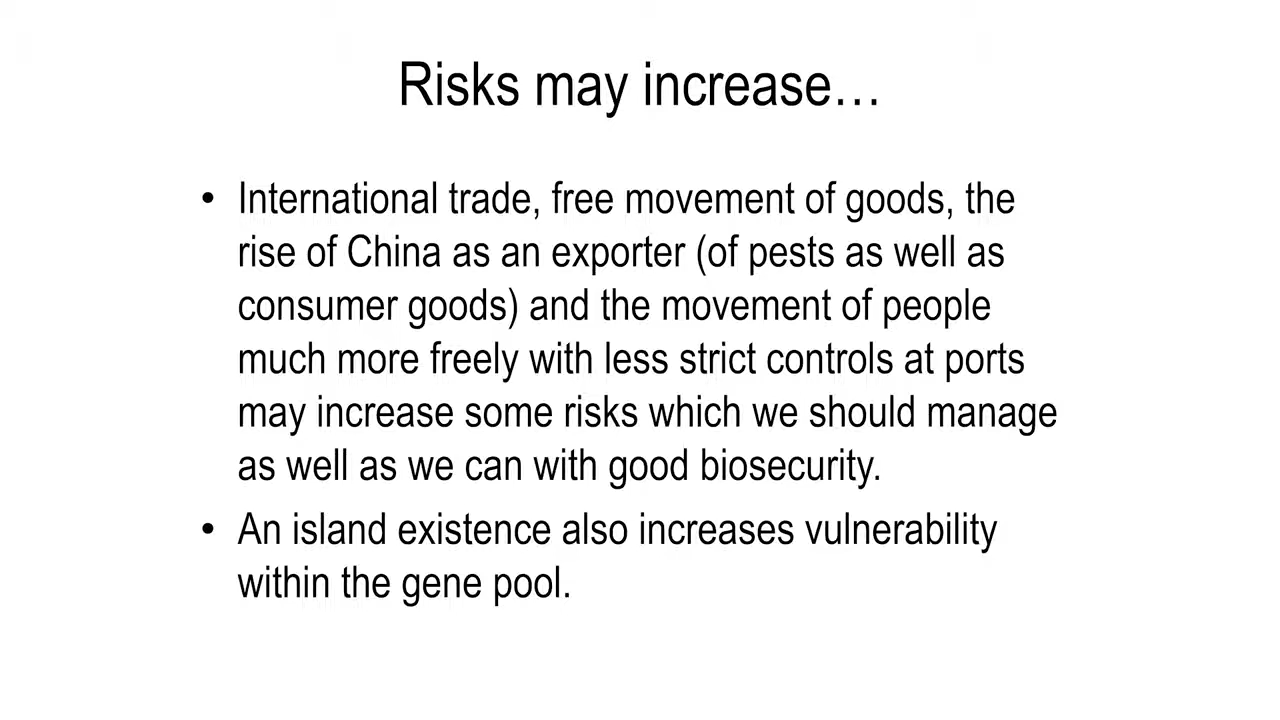 Risks may increase…
• International trade, free movement of goods, the
rise of China as an exporter (of pests as well as
consumer goods) and the movement of people
much more freely with less strict controls at ports
may increase some risks which we should manage
as well as we can with good biosecurity.
• An island existence also increases vulnerability
within the gene pool.